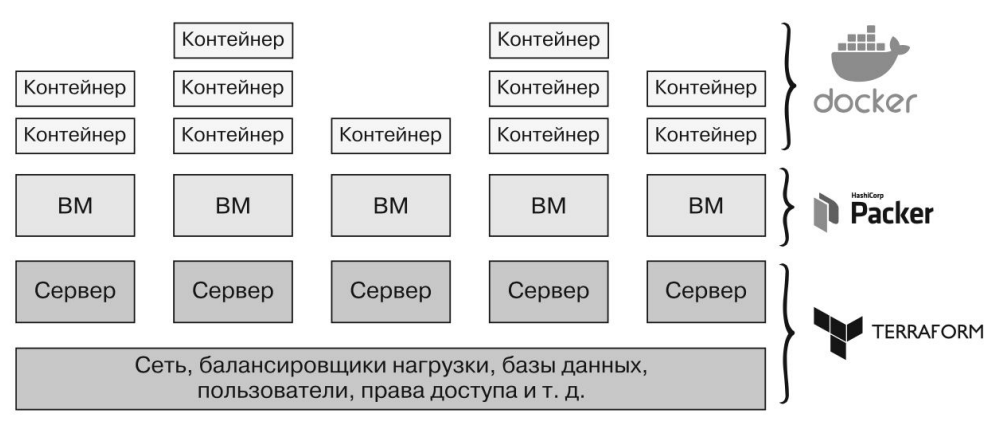 Контейнер Контейнер
Контейнер Контейнер Контейнер Контейнер
Контейнер Контейнер Контейнер Контейнер Контейнер
docker
ВМ ВМ ВМ ВМ ВМ
HashiCorp
Packer
Сервер Сервер Сервер Сервер Сервер
TERRAFORM
Сеть, балансировщики нагрузки, базы данных,
пользователи, права доступа и т. д.